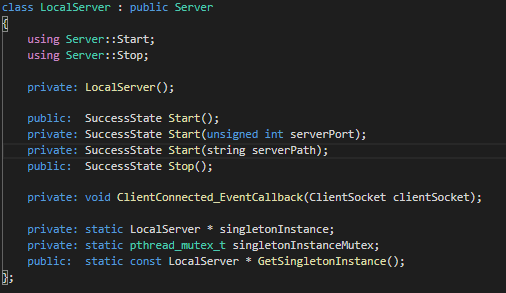 class LocalServer : public Server
{
using Server::Start;
using Server::Stop;
private: LocalServer();
public:  SuccessState Start();
private: SuccessState Start(unsigned int serverPort);
private: SuccessState Start(string serverPath);
public:  SuccessState Stop();
private: void ClientConnected_EventCallback(ClientSocket clientSocket);
private: static LocalServer * singletonInstance;
private: static pthread_mutex_t singletonInstanceMutex;
public:  static const LocalServer * GetSingletonInstance();
};